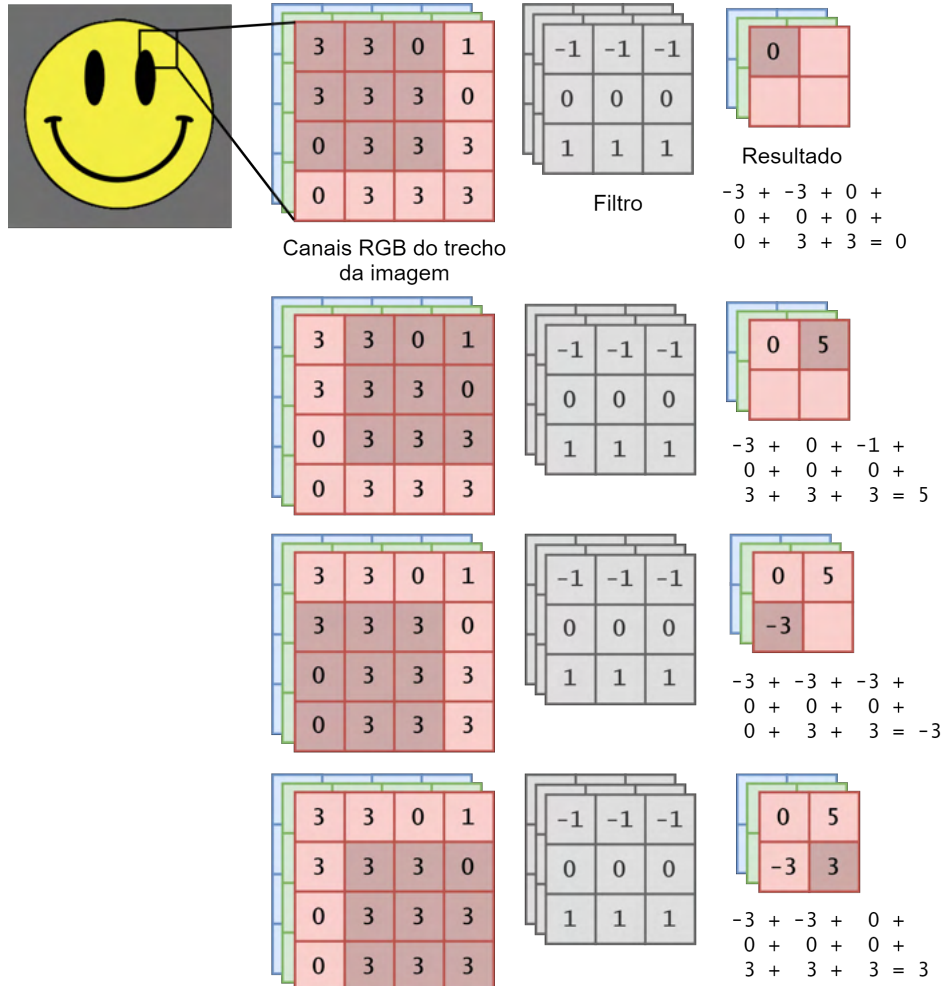 3 3 0 1
3 3 3 0
0 3 3 3
0 3 3 3
Canais RGB do trecho
da imagem
-1 -1 -1
0 0 0
1 1 1
Filtro
0
Resultado
-3 + -3 + 0 +
0 + 0 + 0 +
0 + 3 + 3 = 0
3 3 0 1
3 3 3 0
0 3 3 3
0 3 3 3
-1 -1 -1
0 0 0
1 1 1
0 5
-3 + 0 + -1 +
0 + 0 + 0 +
3 + 3 + 3 = 5
3 3 0 1
3 3 3 0
0 3 3 3
0 3 3 3
-1 -1 -1
0 0 0
1 1 1
0 5
-3
-3 + -3 + -3 +
0 + 0 + 0 +
0 + 3 + 3 = -3
3 3 0 1
3 3 3 0
0 3 3 3
0 3 3 3
-1 -1 -1
0 0 0
1 1 1
0 5
-3 3
-3 + -3 + 0 +
0 + 0 + 0 +
3 + 3 + 3 = 3